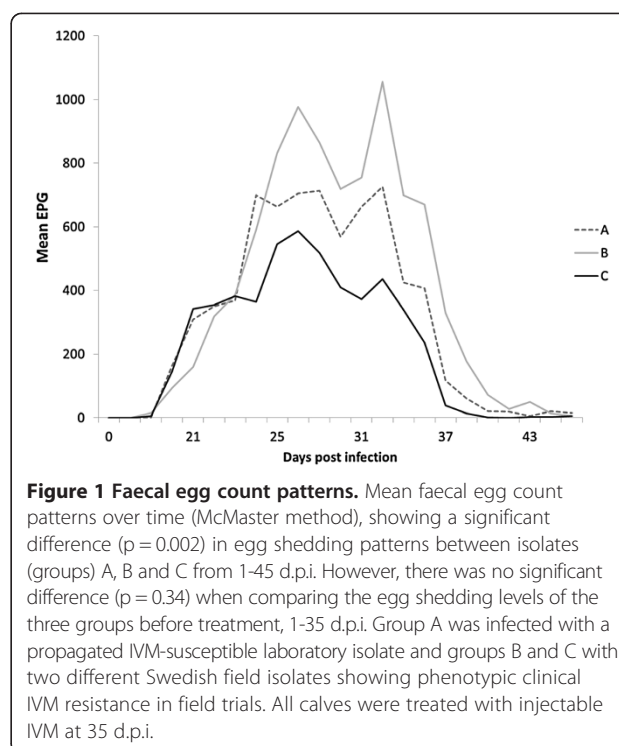 1200
1000
800
600
400
200
0
Mean EPG
0 21 25 31 37 43
Days post infection
A
B
C
Figure 1 Faecal egg count patterns. Mean faecal egg count
patterns over time (McMaster method), showing a significant
difference (p = 0.002) in egg shedding patterns between isolates
(groups) A, B and C from 1-45 d.p.i. However, there was no significant
difference (p = 0.34) when comparing the egg shedding levels of the
three groups before treatment, 1-35 d.p.i. Group A was infected with a
propagated IVM-susceptible laboratory isolate and groups B and C with
two different Swedish field isolates showing phenotypic clinical
IVM resistance in field trials. All calves were treated with injectable
IVM at 35 d.p.i.